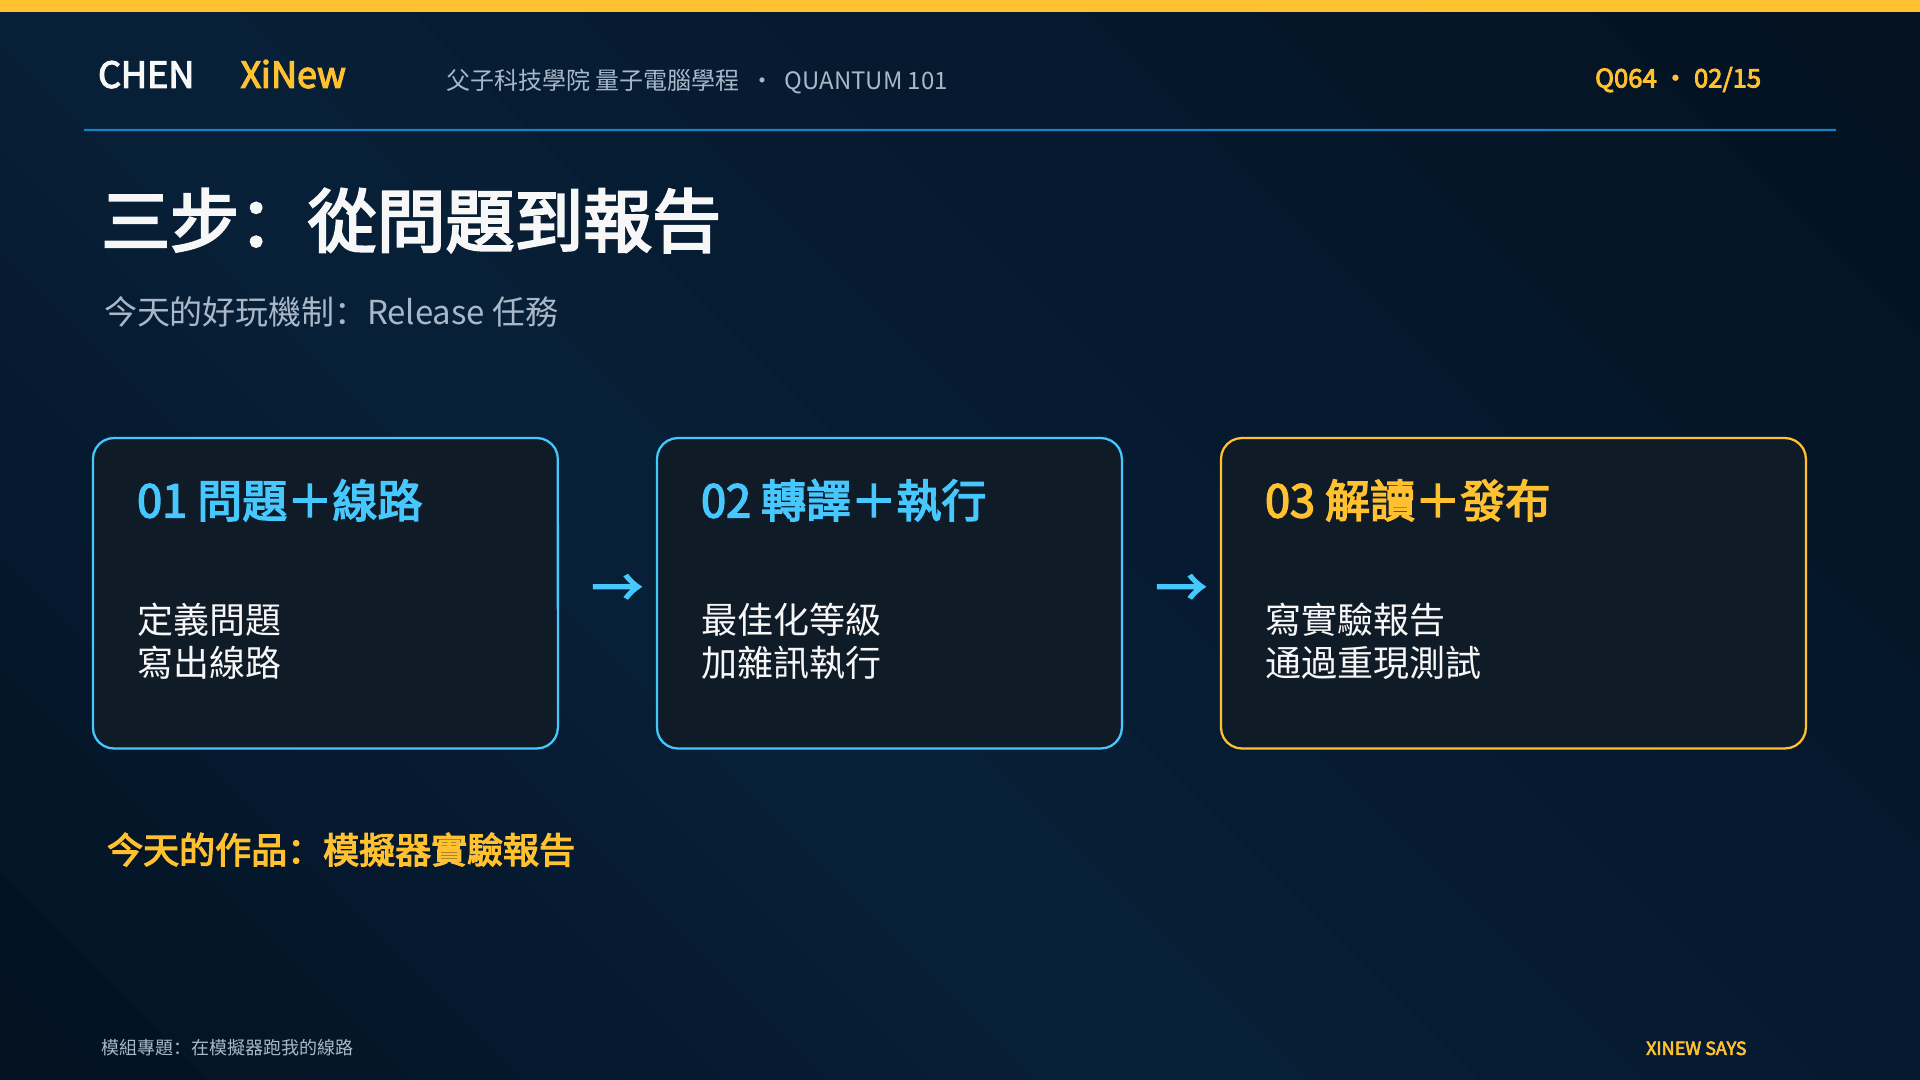 CHEN XiNew 父子科技學院 量子電腦學程 • QUANTUM 101 Q064 • 02/15
三步：從問題到報告
今天的好玩機制：Release 任務
01 問題＋線路
定義問題
寫出線路
→
02 轉譯＋執行
最佳化等級
加雜訊執行
→
03 解讀＋發布
寫實驗報告
通過重現測試
今天的作品：模擬器實驗報告
模組專題：在模擬器跑我的線路 XINEW SAYS